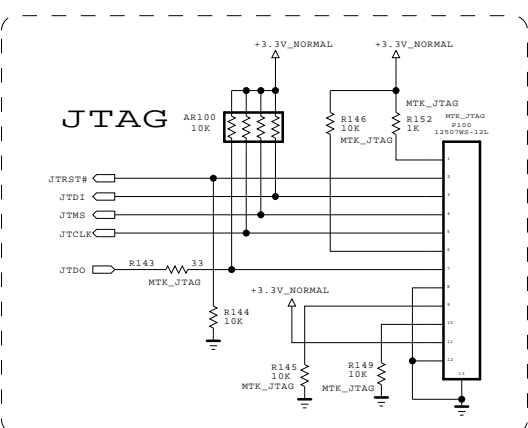 +3.3V_NORMAL
+3.3V_NORMAL
JTAG
AR100
10K
R146
10K
MTK_JTAG
MTK_JTAG
R152
1K
MTK_JTAG
P100
12507WS-12L
1
JTRST#
2
JTDI
3
JTMS
4
JTCLK
5
6
JTDO
R143
33
MTK_JTAG
7
+3.3V_NORMAL
8
9
10
11
12
13
R144
10K
R145
10K
MTK_JTAG
R149
10K
MTK_JTAG